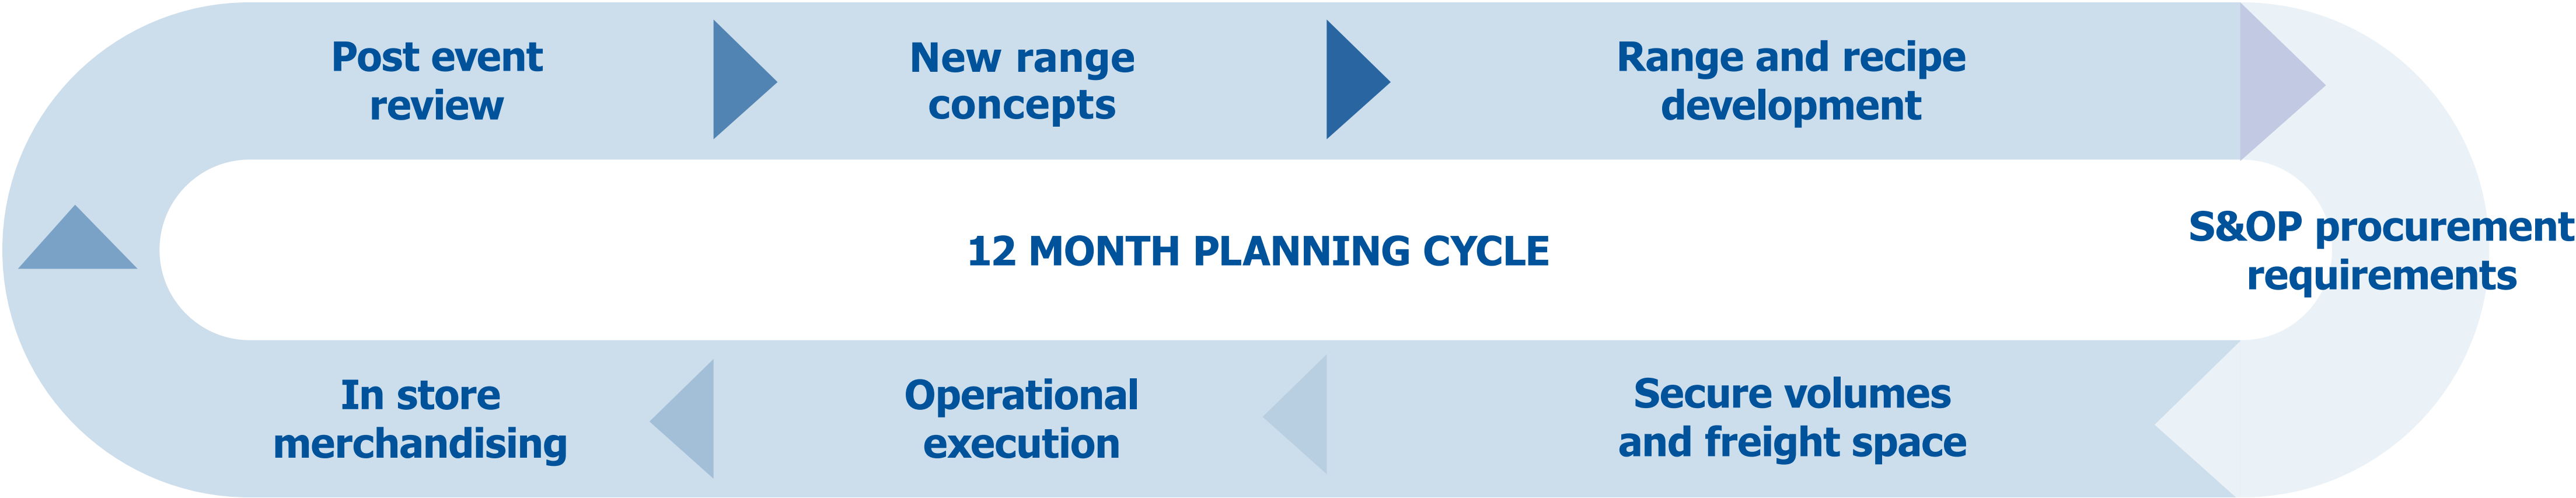 Post event
review
New range
concepts
Range and recipe
development
12 MONTH PLANNING CYCLE
S&OP procurement
requirements
In store
merchandising
Operational
execution
Secure volumes
and freight space